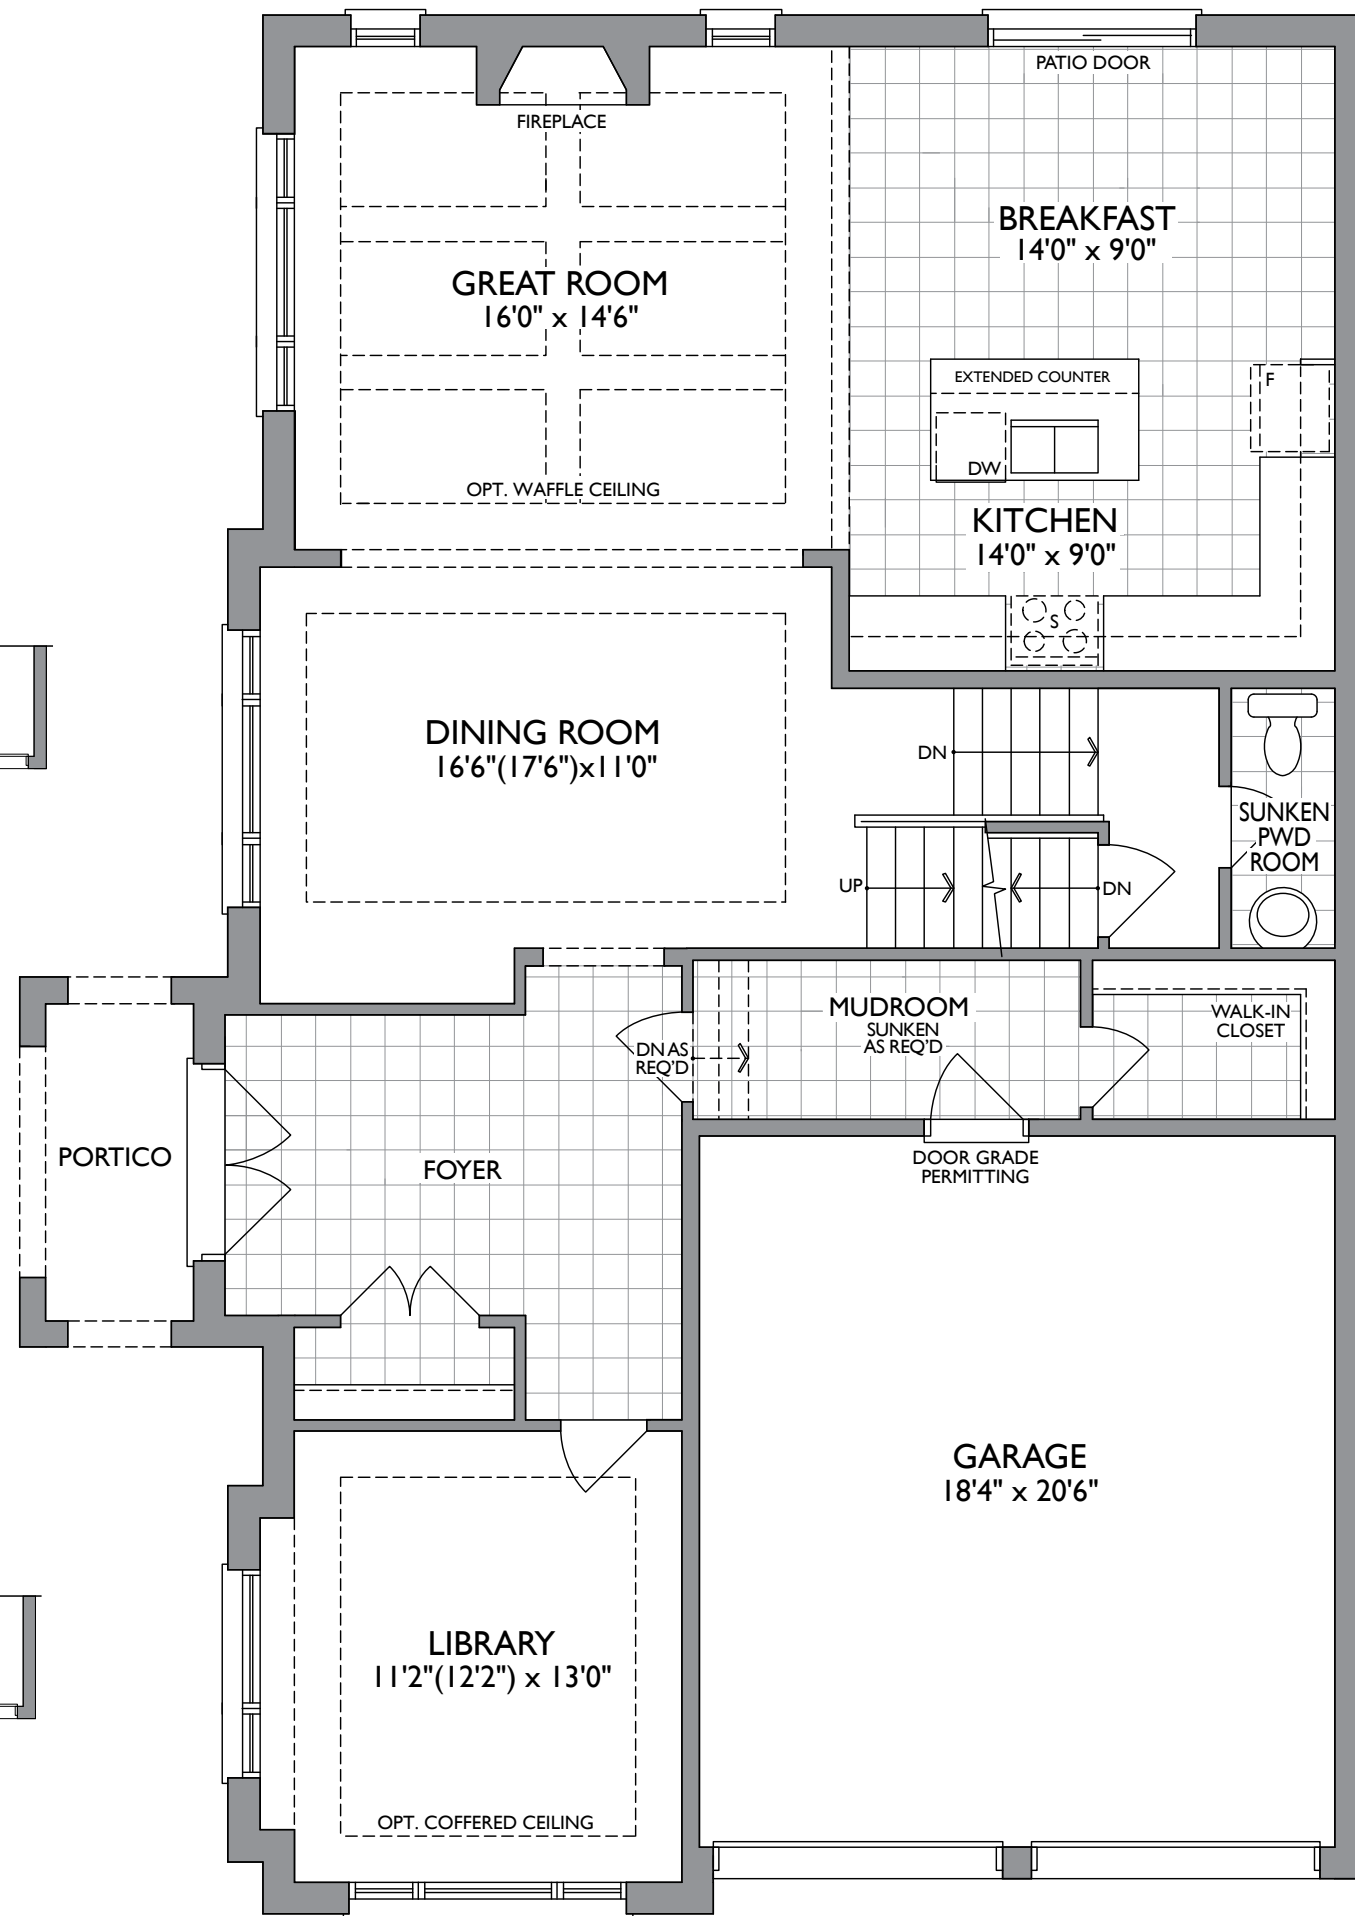 PATIO DOOR
FIREPLACE
BREAKFAST
14'0" x 9'0"
GREAT ROOM
16'0" x 14'6"
EXTENDED COUNTER
F
DW
OPT. WAFFLE CEILING
KITCHEN
14'0" x 9'0"
S
DINING ROOM
16'6"(17'6")x11'0"
DN
SUNKEN
PWD
ROOM
UP
DN
MUDROOM
SUNKEN
AS REQ'D
WALK-IN
CLOSET
DN AS
REQ'D
PORTICO
FOYER
DOOR GRADE
PERMITTING
GARAGE
18'4" x 20'6"
LIBRARY
11'2"(12'2") x 13'0"
OPT. COFFERED CEILING